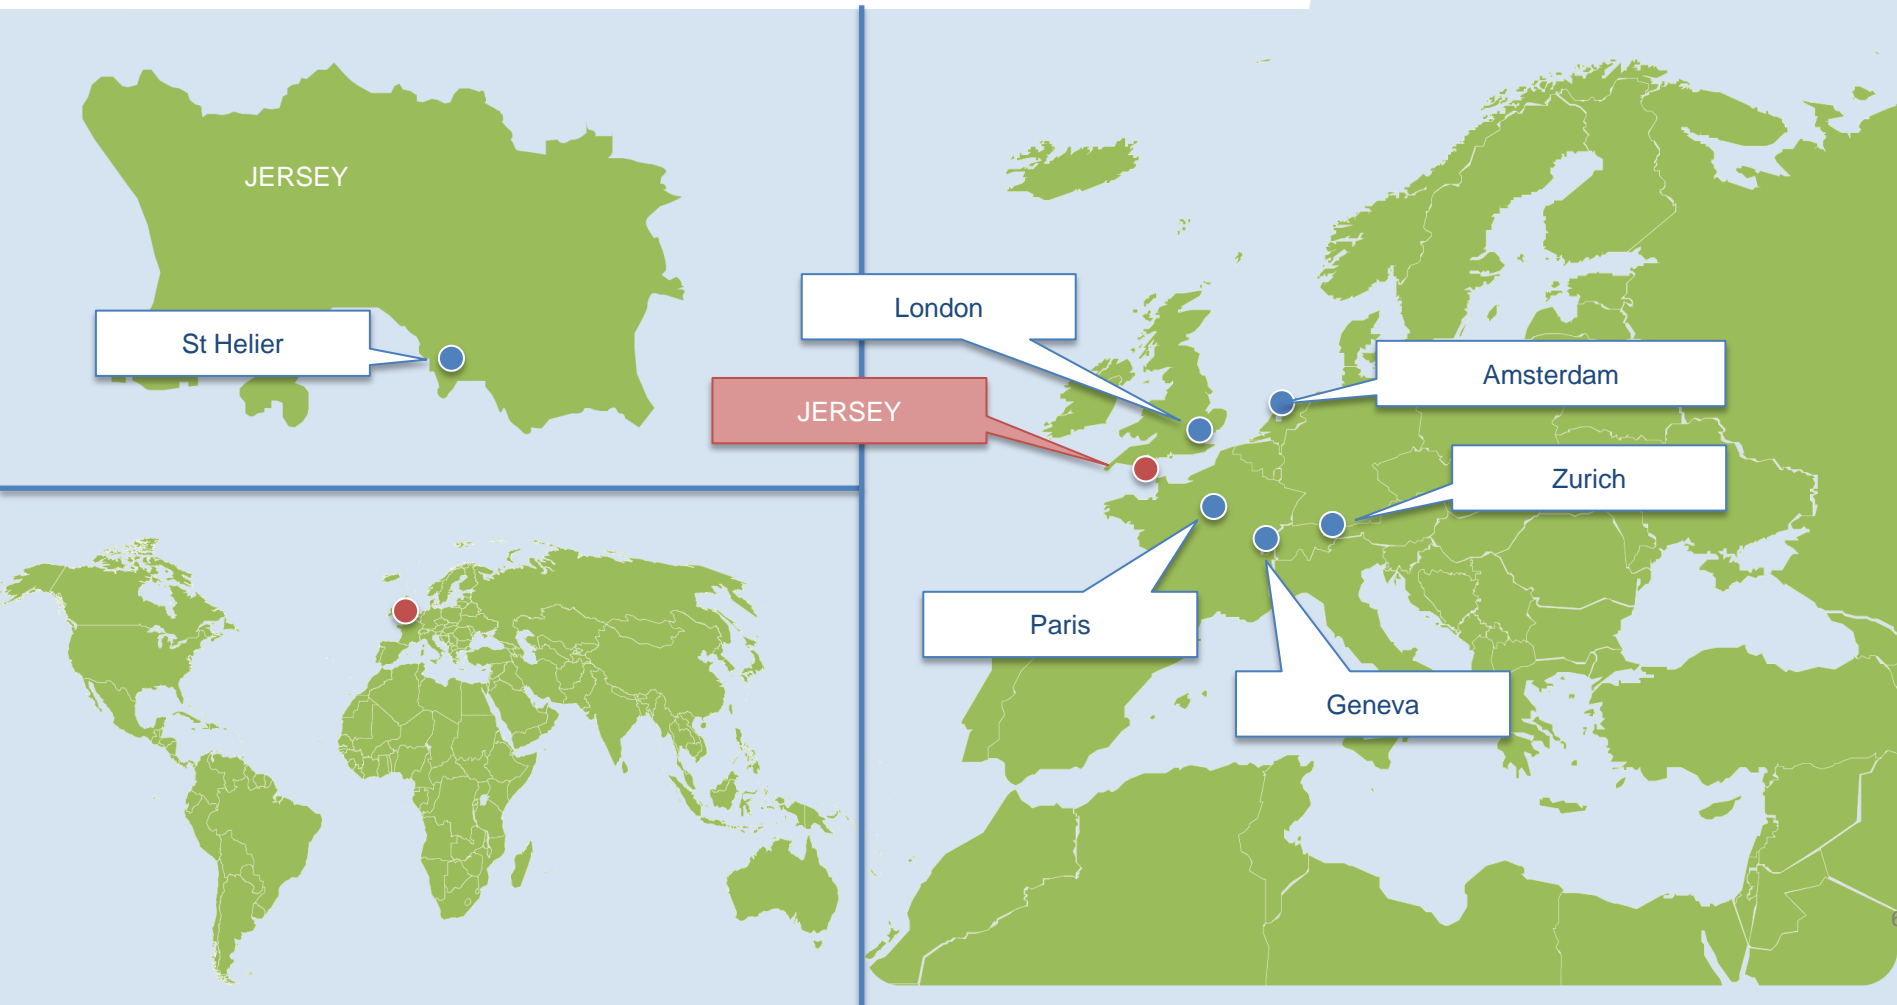 JERSEY
St Helier
London
JERSEY
Amsterdam
Zurich
Paris
Geneva